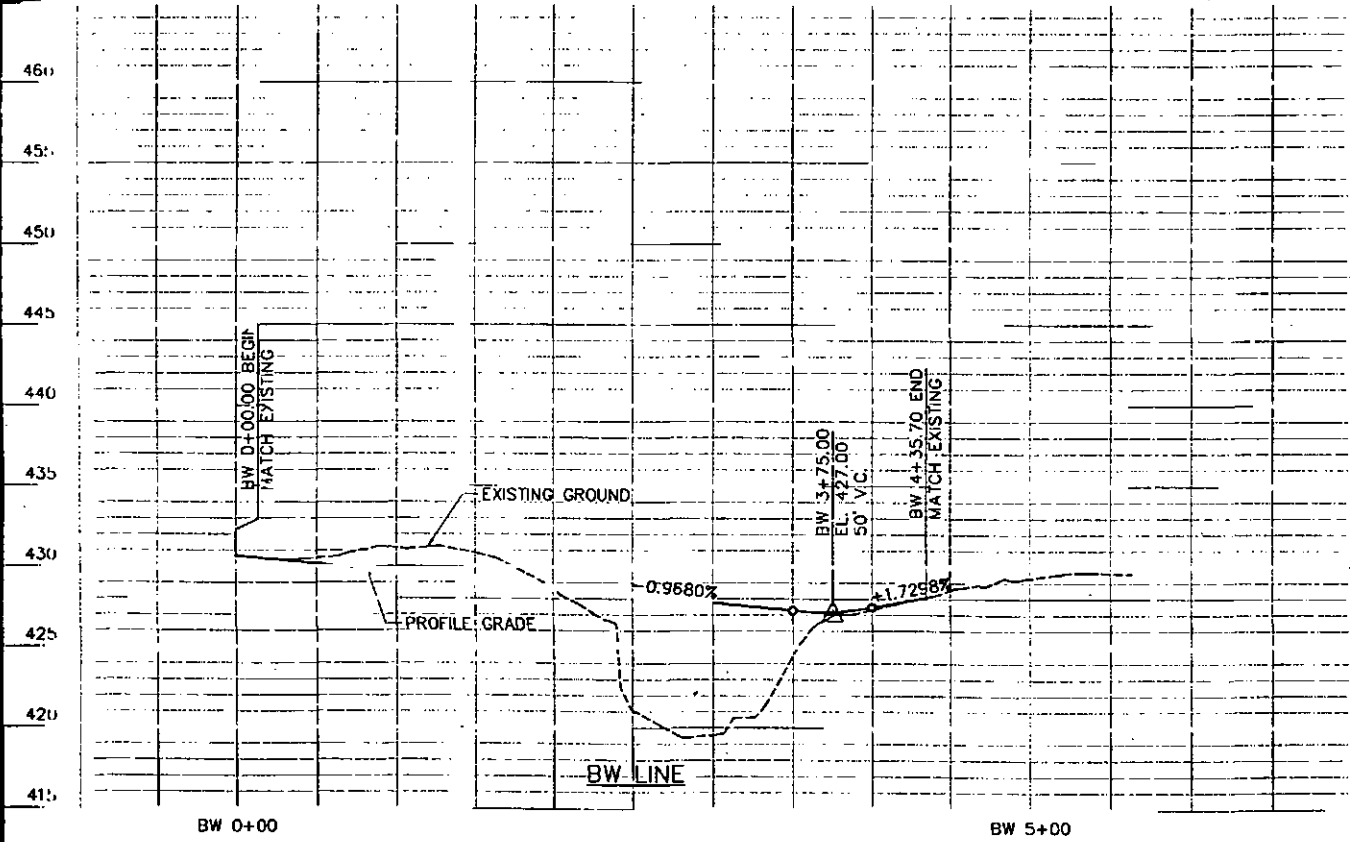 460
455
450
445
440
435
430
425
420
415
BW 0+00.00 BEGIN
MATCH EXISTING
EXISTING GROUND
PROFILE GRADE
-0.9680%
BW 3+75.00
EL. 427.00
50' V.C.
+1.7298%
BW 4+35.70 END
MATCH EXISTING
BW LINE
BW 0+00
BW 5+00